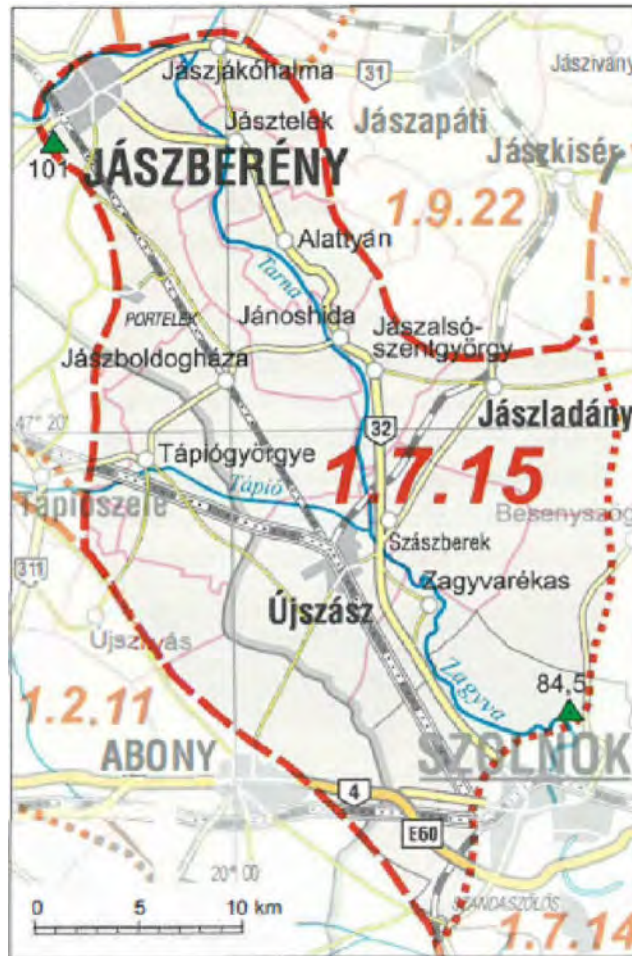 Jászjákóhalma
31
Jászivány
Jászapáti
Jásztelek
Jászkisér
101
JÁSZBERÉNY
1.9.22
Alattyán
Tarna
PORTELEK
Jánoshida
Jászalsó-
szentgyörgy
Jászboldogháza
Jászladány
47° 20'
32
Tápiógyörgye
1.7.15
Tápió
Tápiószele
Besenyszög
Szászberek
311
Zagyvarékas
Újszász
Újszilvás
Zagyva
84,5
1.2.11
ABONY
SZOLNOK
4
E60
20° 00
SZANDASZŐLŐS
0 5 10 km
1.7.14